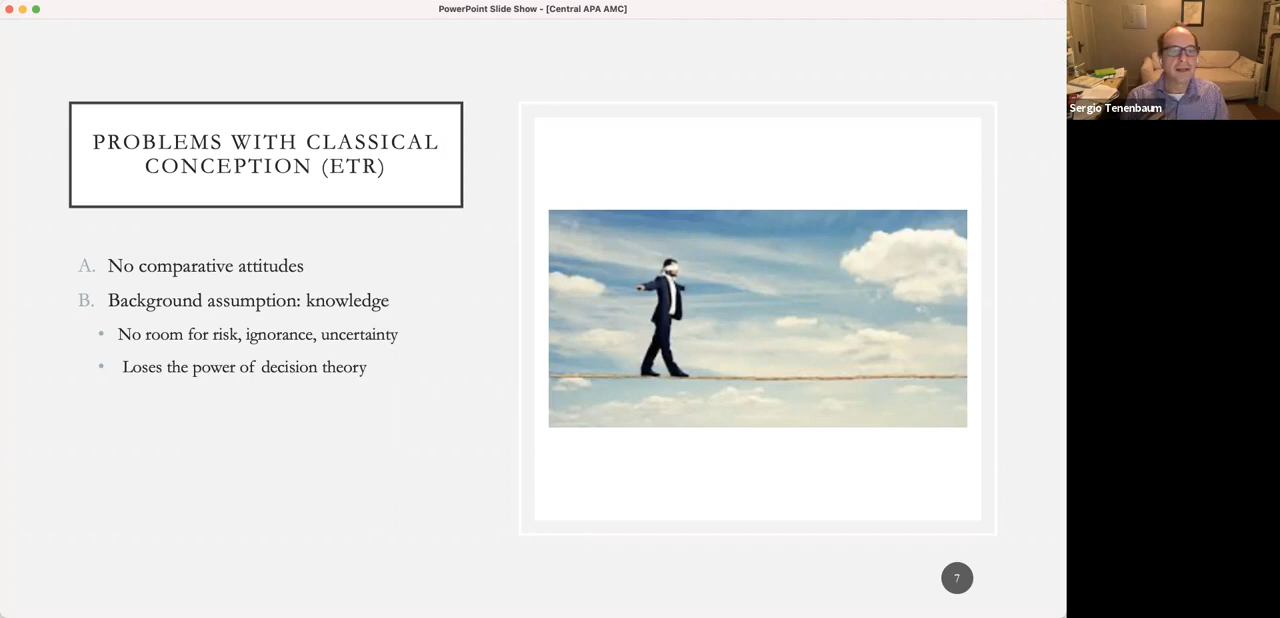 PowerPoint Slide Show - [Central APA AMC]
PROBLEMS WITH CLASSICAL
CONCEPTION (ETR)
A. No comparative attitudes
B. Background assumption: knowledge
• No room for risk, ignorance, uncertainty
• Loses the power of decision theory
7
Sergio Tenenbaum